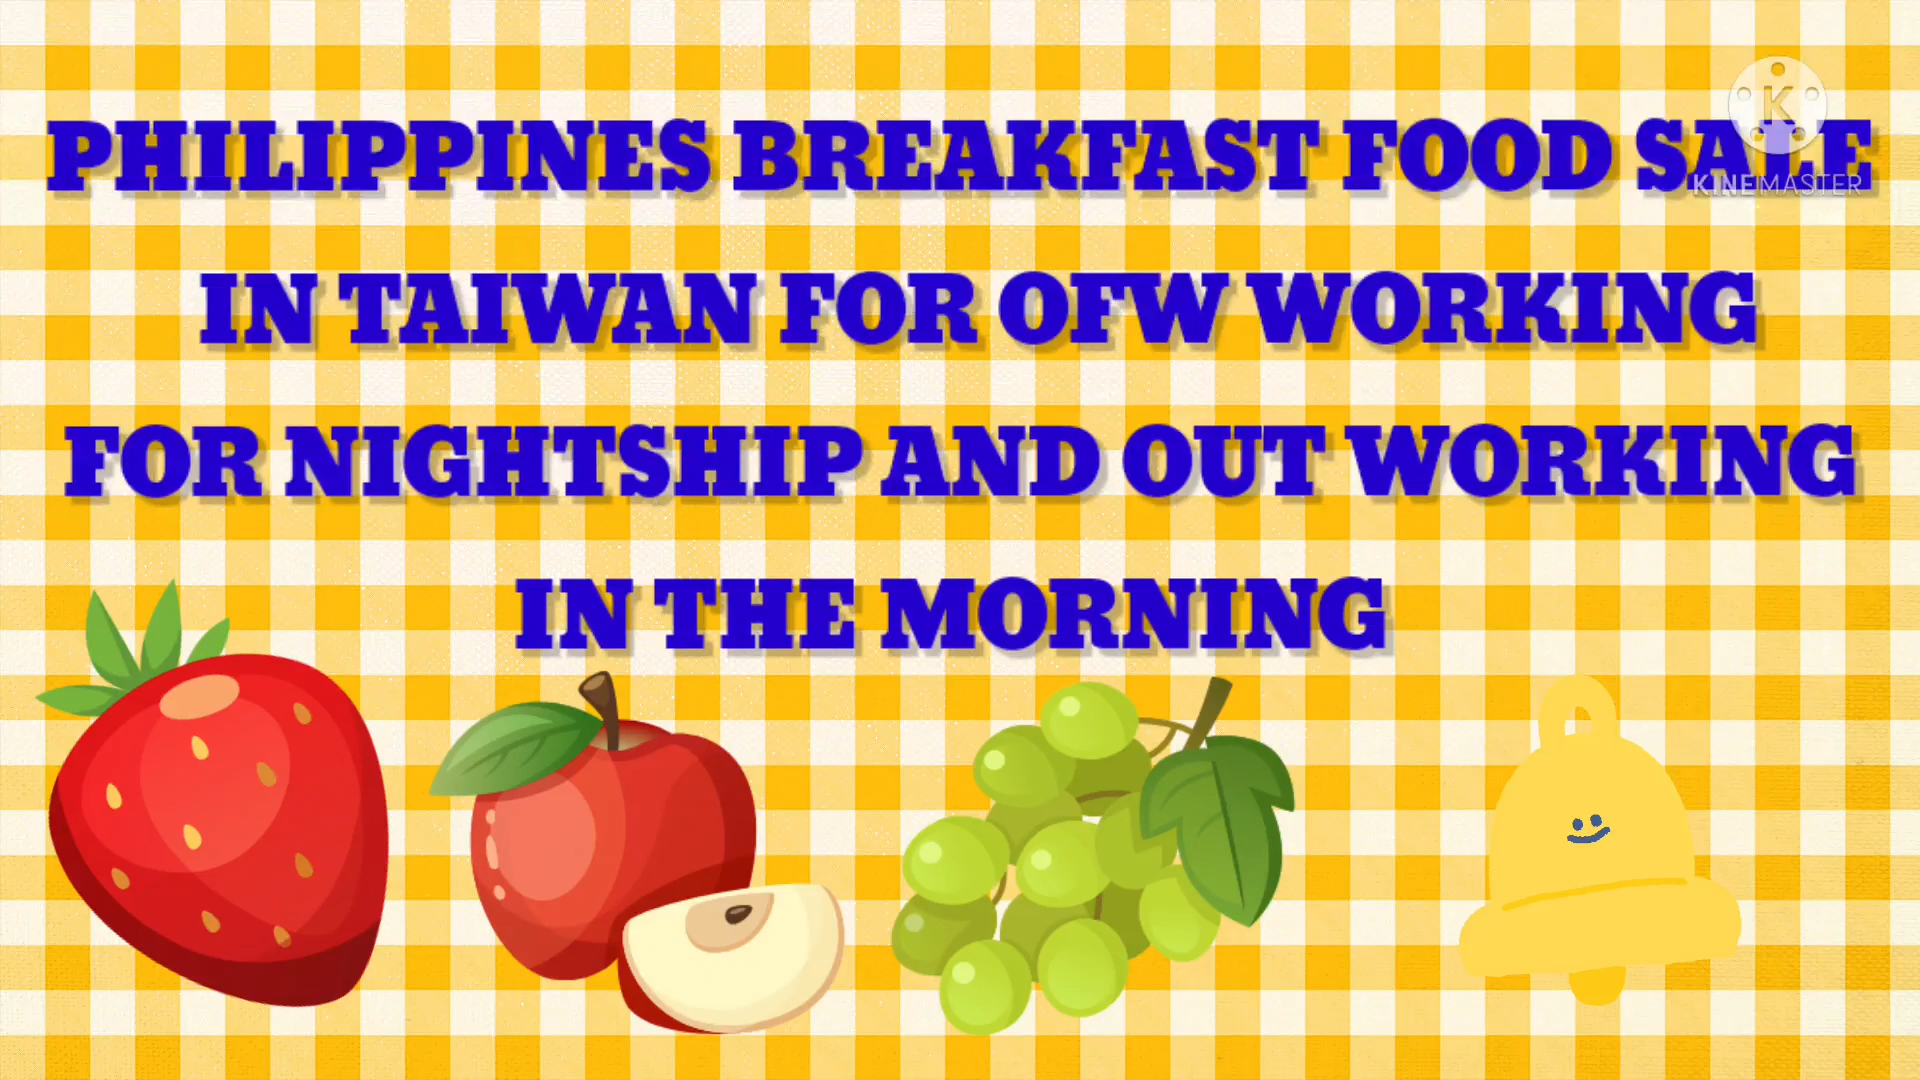 PHILIPPINES BREAKFAST FOOD SALE
KINEMASTER
IN TAIWAN FOR OFW WORKING
FOR NIGHTSHIP AND OUT WORKING
IN THE MORNING